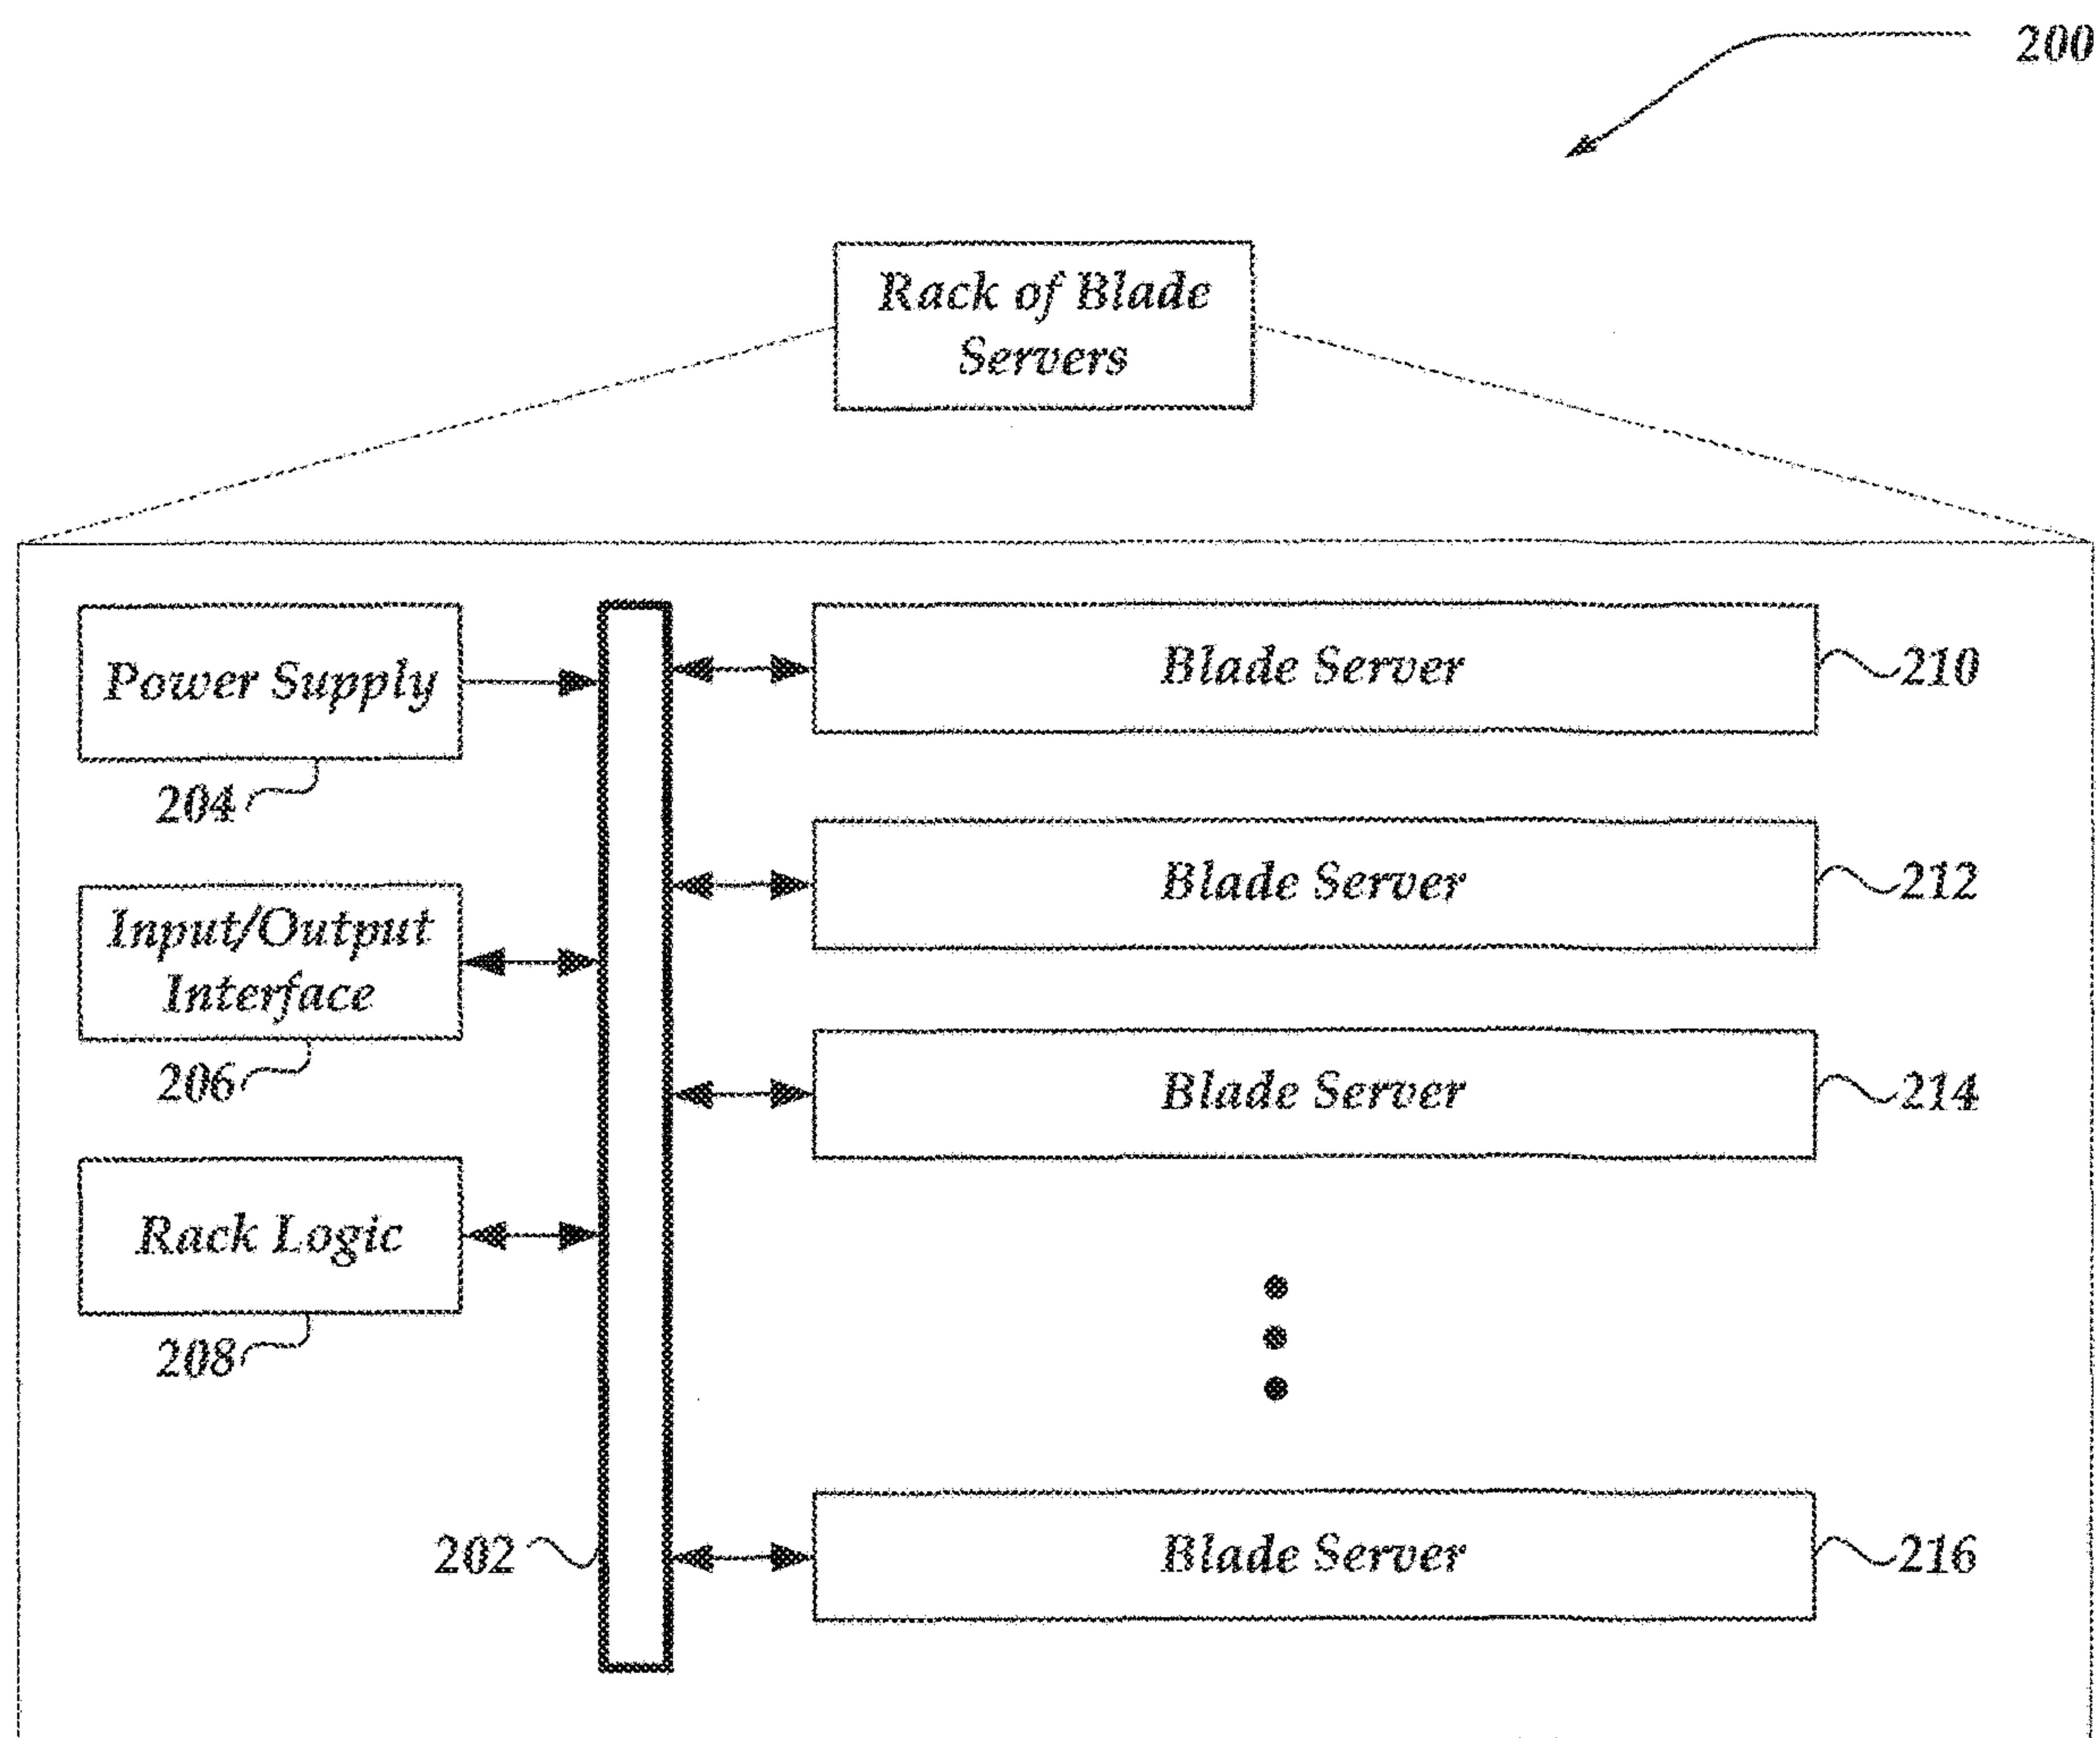 200
Rack of Blade
Servers
Power Supply
204
Input/Output
Interface
206
Rack Logic
208
202
Blade Server
210
Blade Server
212
Blade Server
214
Blade Server
216